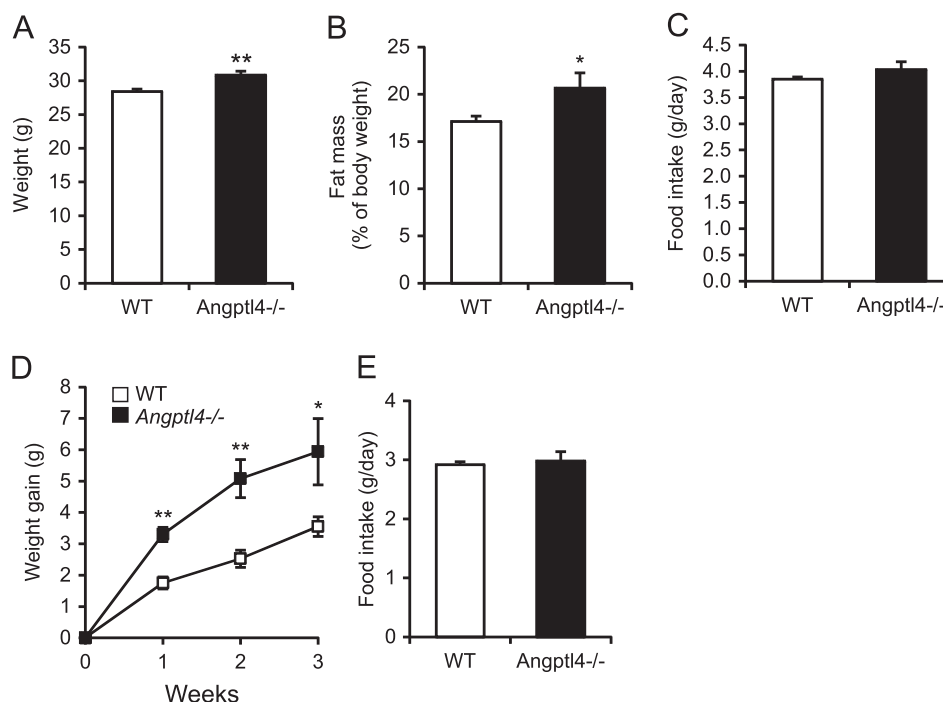 A
Weight (g)
35
30
25
20
15
10
5
0
**
WT
Angptl4-/-
B
Fat mass
(% of body weight)
25
20
15
10
5
0
*
WT
Angptl4-/-
C
Food intake (g/day)
4.5
4.0
3.5
3.0
4.0
2.5
2.0
1.5
1.0
0.5
0.0
WT
Angptl4-/-
D
Weight gain (g)
8
7
6
5
4
3
2
1
0
WT
Angptl4-/-
**
**
*
0 1 2 3
Weeks
E
Food intake (g/day)
4
3
2
1
0
WT
Angptl4-/-